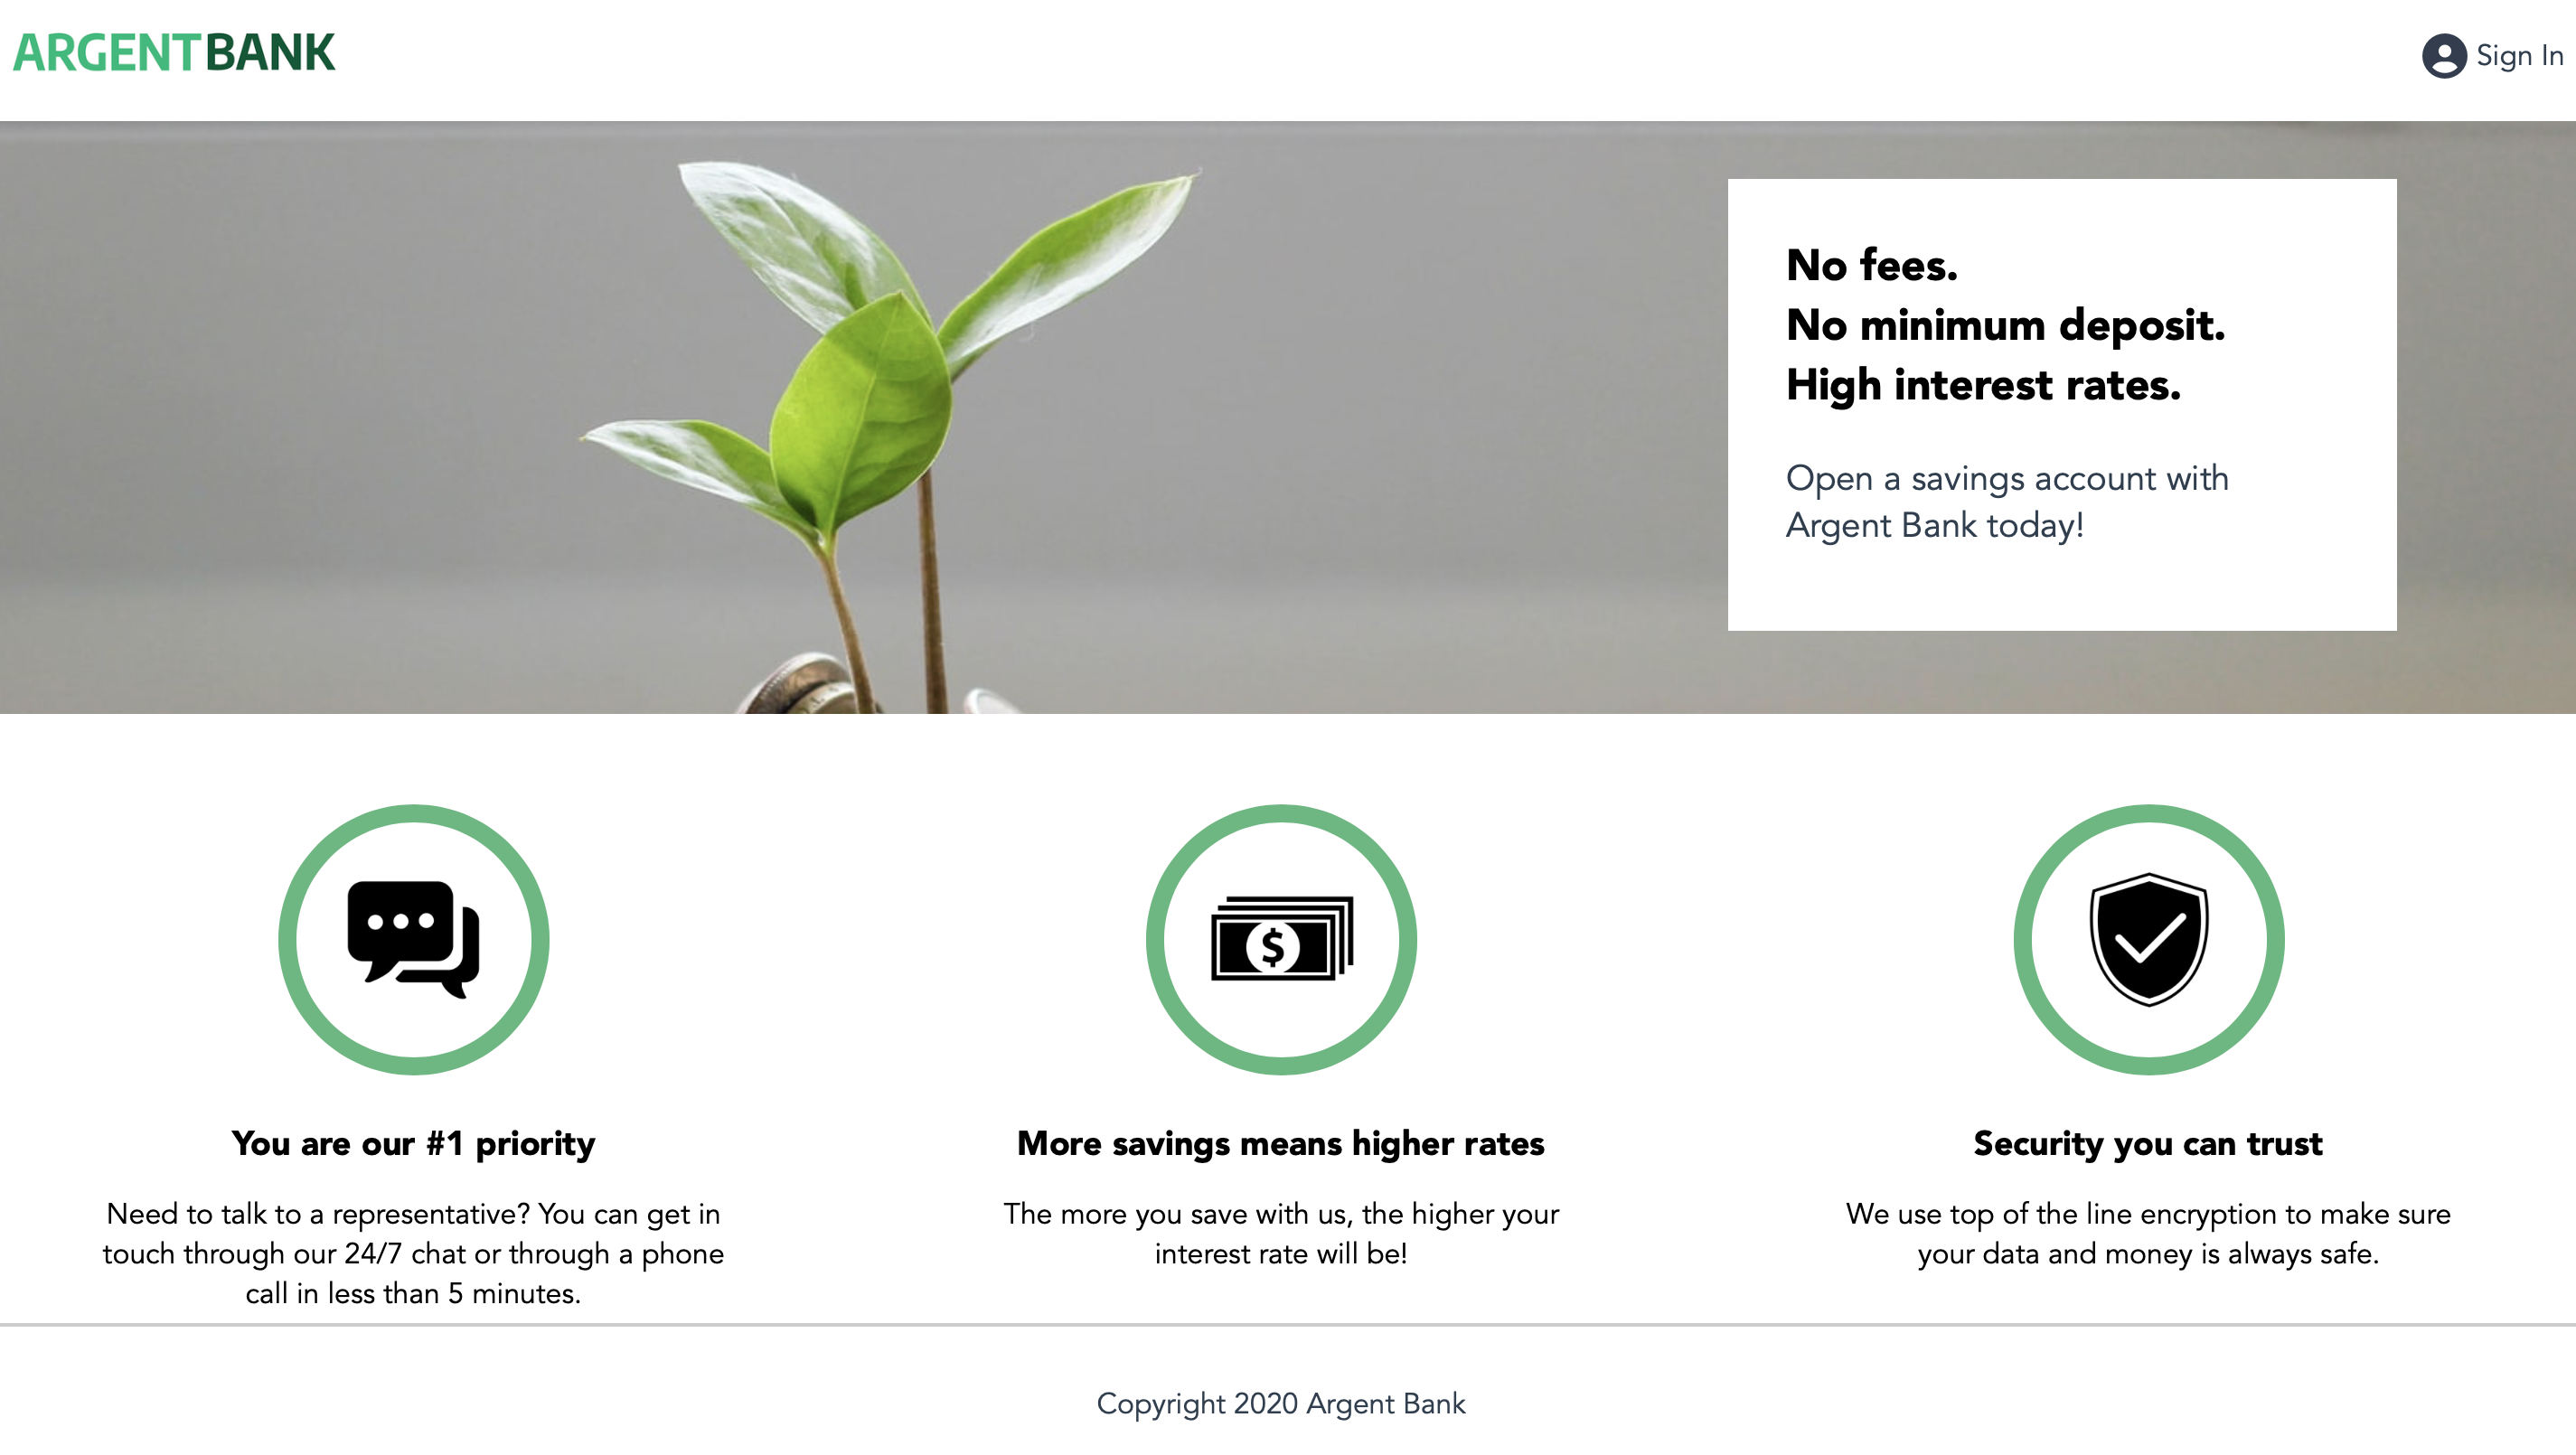 ARGENTBANK
Sign In
No fees.
No minimum deposit.
High interest rates.
Open a savings account with
Argent Bank today!
$
You are our #1 priority
Need to talk to a representative? You can get in
touch through our 24/7 chat or through a phone
call in less than 5 minutes.
More savings means higher rates
The more you save with us, the higher your
interest rate will be!
Security you can trust
We use top of the line encryption to make sure
your data and money is always safe.
Copyright 2020 Argent Bank